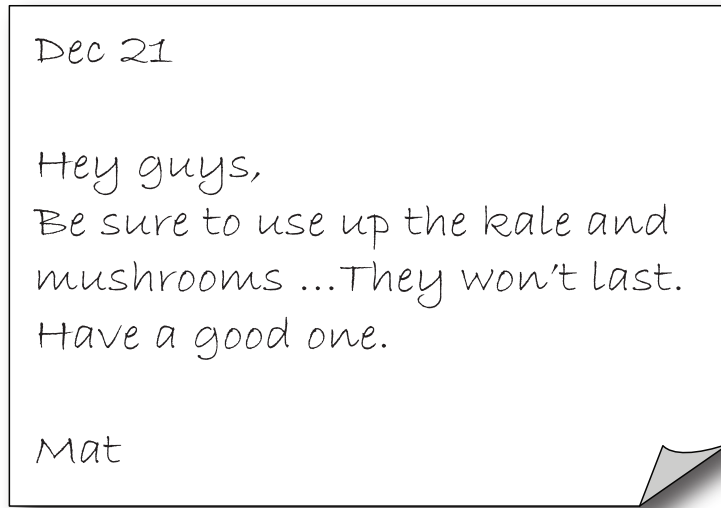 Dec 21
Hey guys,
Be sure to use up the kale and
mushrooms ...They won't last.
Have a good one.
Mat